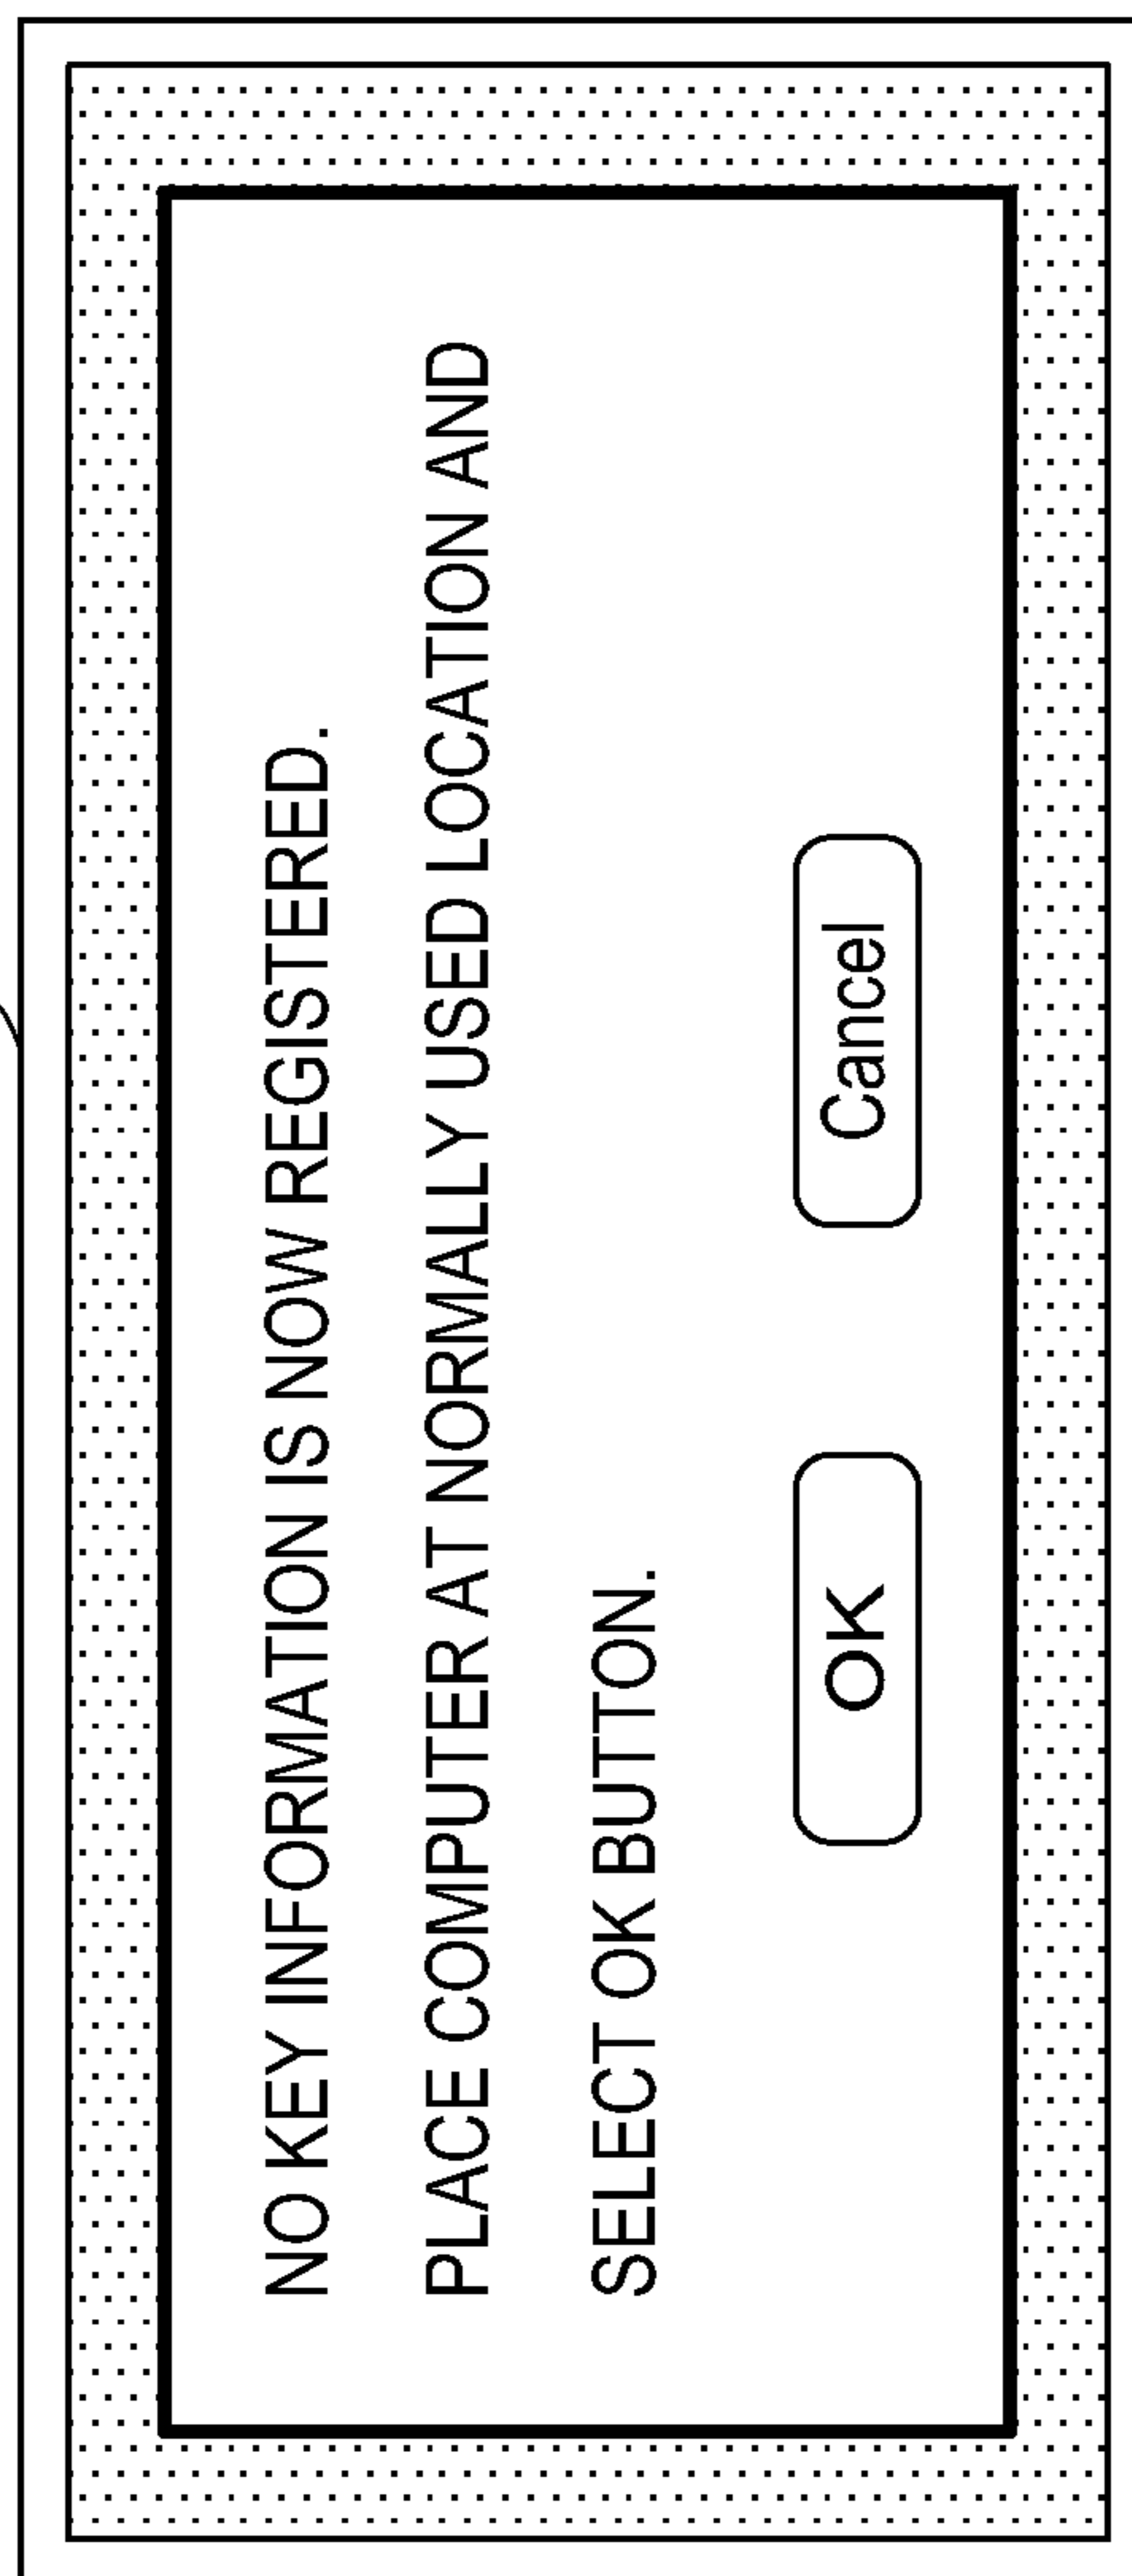 NO KEY INFORMATION IS NOW REGISTERED.
PLACE COMPUTER AT NORMALLY USED LOCATION AND
SELECT OK BUTTON.
OK
Cancel